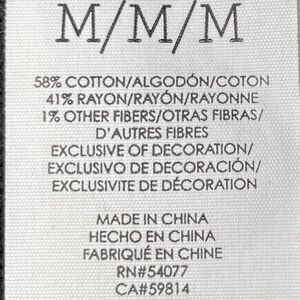 M/M/M
58% COTTON/ALGODÓN/COTON
41% RAYON/RAYÓN/RAYONNE
1% OTHER FIBERS/OTRAS FIBRAS/
D'AUTRES FIBRES
EXCLUSIVE OF DECORATION/
EXCLUSIVO DE DECORACIÓN/
EXCLUSIVITE DE DÉCORATION
MADE IN CHINA
HECHO EN CHINA
FABRIQUÉ EN CHINE
RN#54077
CA#59814